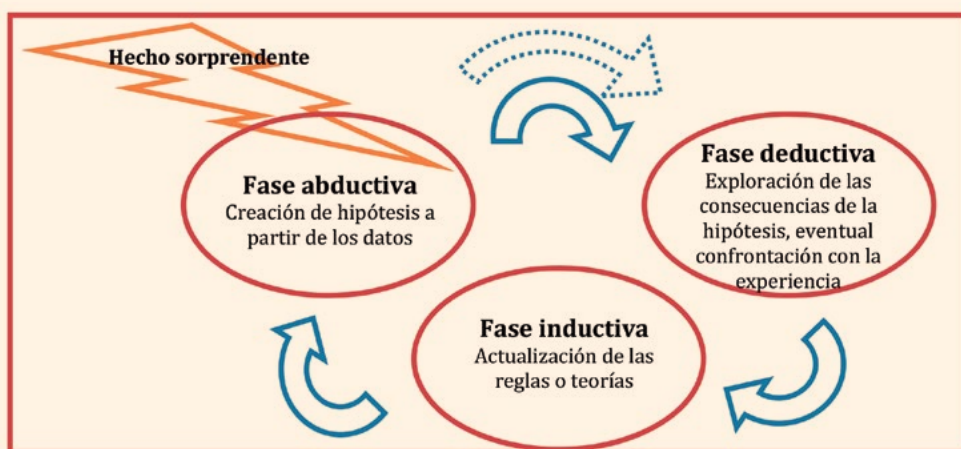 Hecho sorprendente
Fase abductiva
Creación de hipótesis a
partir de los datos
Fase deductiva
Exploración de las
consecuencias de la
hipótesis, eventual
confrontación con la
experiencia
Fase inductiva
Actualización de las
reglas o teorías